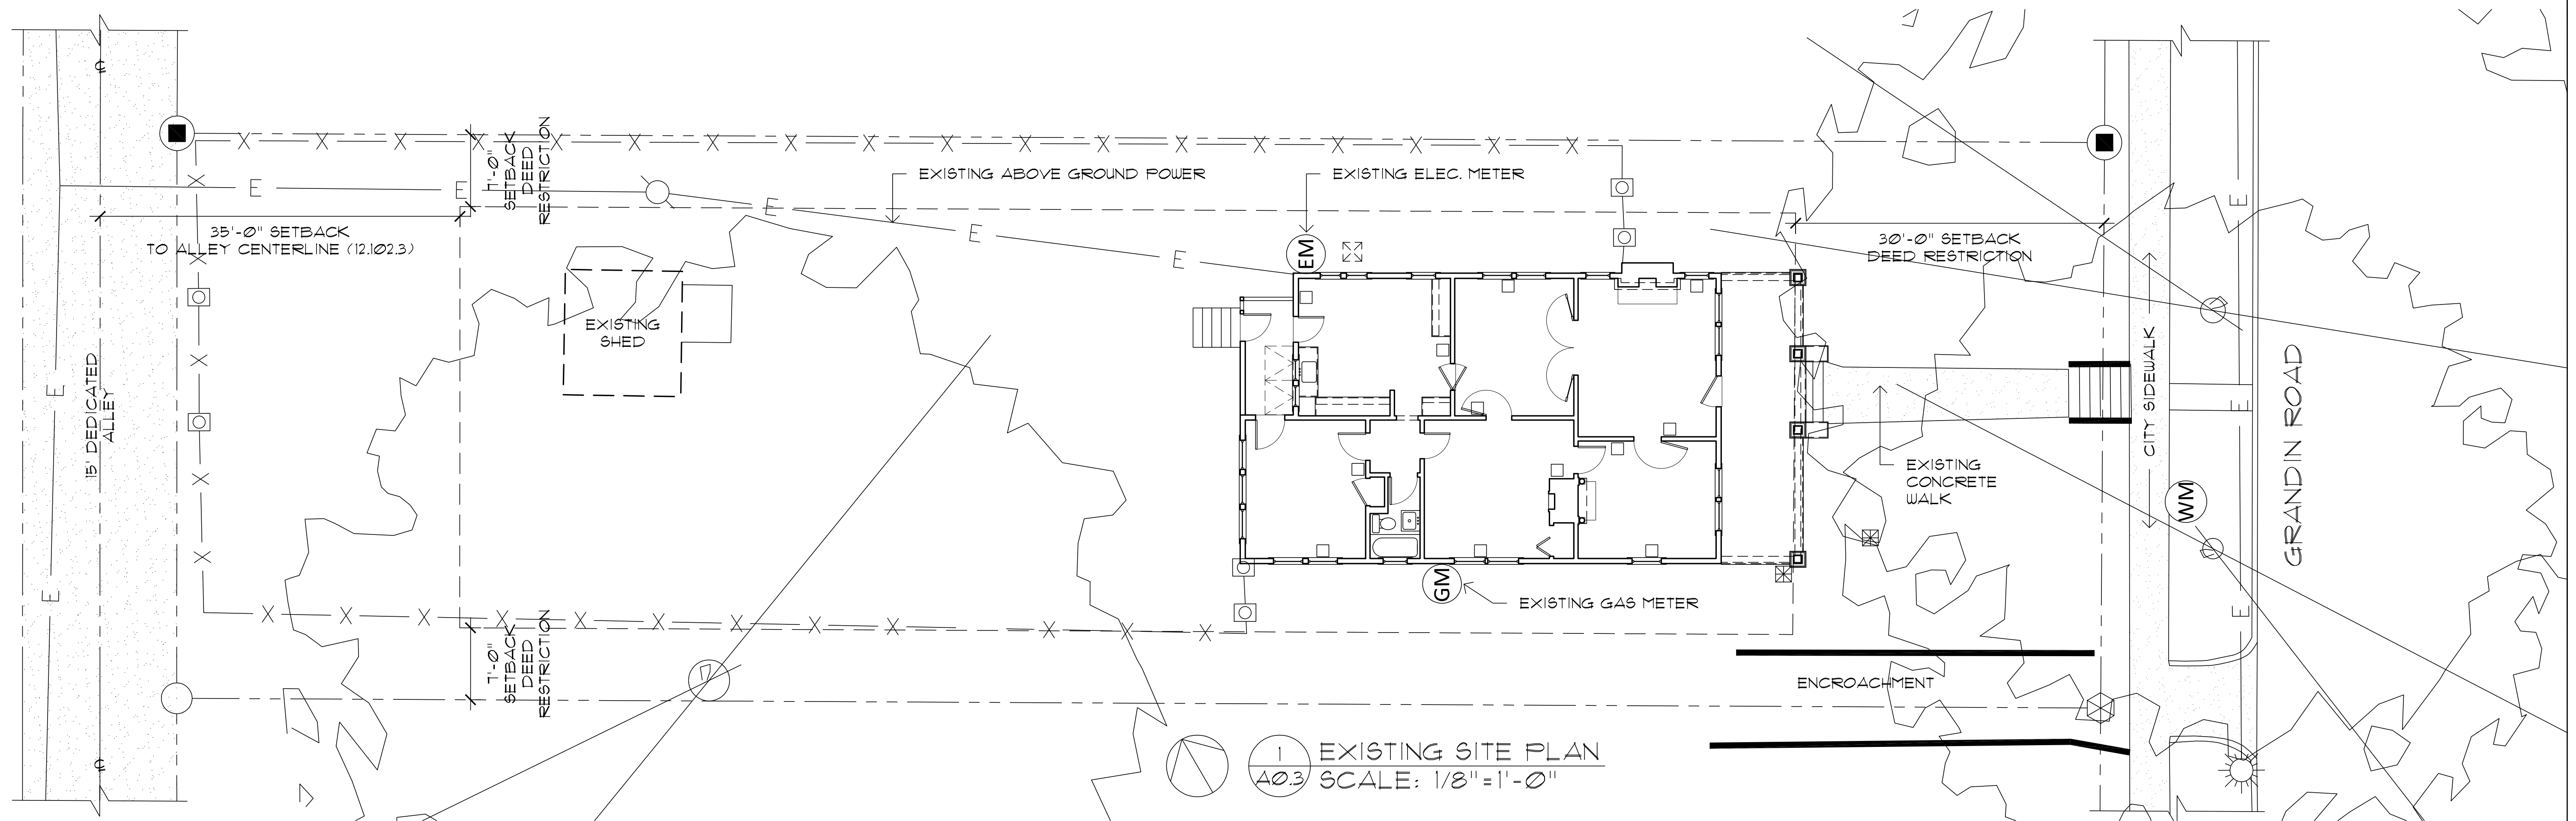 ℄
7'-0"
SETBACK
DEED
RESTRICTION
E
E
E
E
E
EXISTING ABOVE GROUND POWER
EXISTING ELEC. METER
EM
35'-0" SETBACK
TO ALLEY CENTERLINE (12.102.3)
30'-0" SETBACK
DEED RESTRICTION
EXISTING
SHED
15' DEDICATED
ALLEY
E
E
CITY SIDEWALK
E
E
E
GRANDIN ROAD
WM
EXISTING
CONCRETE
WALK
GM
EXISTING GAS METER
7'-0"
SETBACK
DEED
RESTRICTION
ENCROACHMENT
℄
1
A0.3
EXISTING SITE PLAN
SCALE: 1/8"=1'-0"